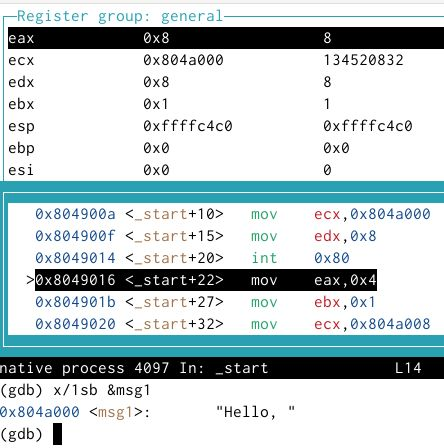 Register group: general
eax 0x8 8
ecx 0x804a000 134520832
edx 0x8 8
ebx 0x1 1
esp 0xffffc4c0 0xffffc4c0
ebp 0x0 0x0
esi 0x0 0
0x804900a <_start+10> mov ecx,0x804a000
0x804900f <_start+15> mov edx,0x8
0x8049014 <_start+20> int 0x80
>0x8049016 <_start+22> mov eax,0x4
0x804901b <_start+27> mov ebx,0x1
0x8049020 <_start+32> mov ecx,0x804a008
native process 4097 In: _start L14
(gdb) x/1sb &msg1
0x804a000 <msg1>: "Hello, "
(gdb)